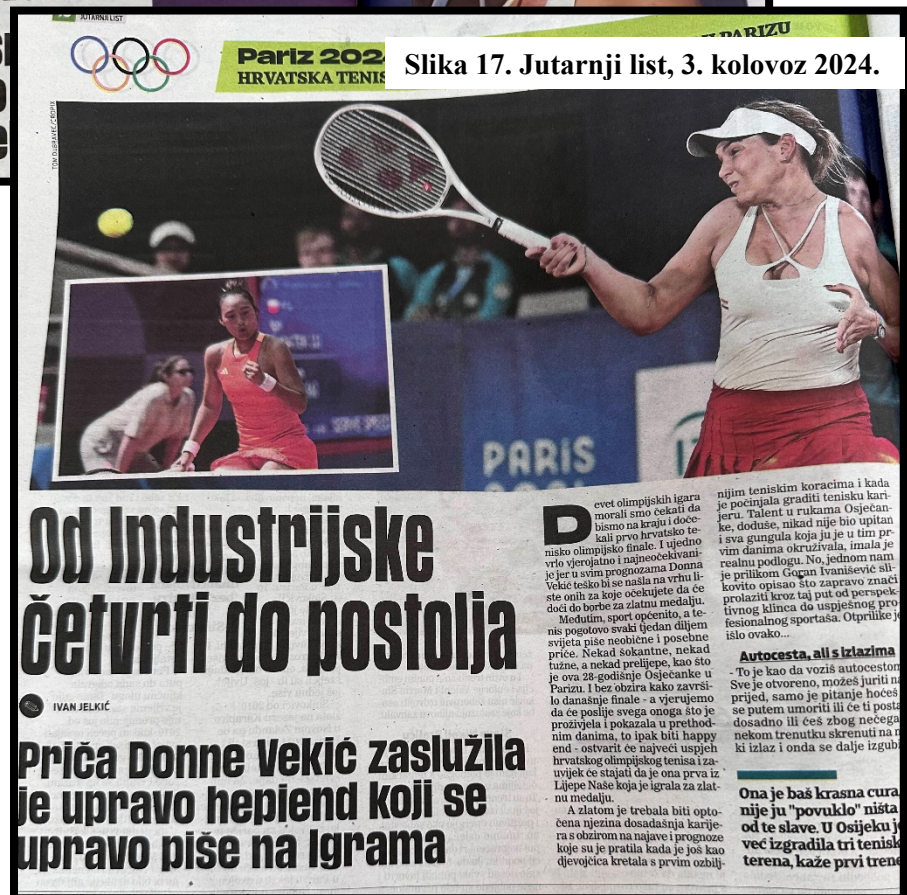 JUTARNJI LIST
Pariz 202
HRVATSKA TENIS
PARIZU
Slika 17. Jutarnji list, 3. kolovoz 2024.
PARIS
Od Industrijske
četvrti do postolja
IVAN JELKIĆ
Priča Donne Vekić zaslužila
je upravo hepiend koji se
upravo piše na Igrama
Devet olimpijskih igara
morali smo čekati da
bismo na kraju i doče-
kali prvo hrvatsko te-
nisko olimpijsko finale. I ujedno
vrlo vjerojatno i najneočekivani-
je jer u svim prognozama Donna
Vekić teško bi se našla na vrhu li-
ste onih za koje očekujete da će
doći do borbe za zlatnu medalju.
Međutim, sport općenito, a te-
nis pogotovo svaki tjedan diljem
svijeta piše neobične i posebne
priče. Nekad šokantne, nekad
tužne, a nekad prelijepe, kao što
je ova 28-godišnje Osječanke u
Parizu. I bez obzira kako završi-
lo današnje finale - a vjerujemo
da će poslije svega onoga što je
proživjela i pokazala u prethod-
nim danima, to ipak biti happy
end - ostvarit će najveći uspjeh
hrvatskog olimpijskog tenisa i za-
uvijek će stajati da je ona prva iz
Lijepe Naše koja je igrala za zlat-
nu medalju.
A zlatom je trebala biti opto-
čena njezina dosadašnja karije-
ra s obzirom na najave i prognoze
koje su je pratila kada je još kao
djevojčica kretala s prvim ozbilj-
nijim teniskim koracima i kada
je počinjala graditi tenisku kari-
jeru. Talent u rukama Osječan-
ke, doduše, nikad nije bio upitan
i sva gungula koja ju je u tim pr-
vim danima okruživala, imala je
realnu podlogu. No, jednom nam
je prilikom Goran Ivanišević sli-
kovito opisao što zapravo znači
prolaziti kroz taj put od perspek-
tivnog klinca do uspješnog pro-
fesionalnog sportaša. Otprilike je
išlo ovako...
Autocesta, ali s izlazima
- To je kao da voziš autocestom
Sve je otvoreno, možeš juriti na
prijed, samo je pitanje hoćeš
se putem umoriti ili će ti posta
dosadno ili ćeš zbog nečega
nekom trenutku skrenuti na n
ki izlaz i onda se dalje izgubi
Ona je baš krasna cura,
nije ju "povuklo" ništa
od te slave. U Osijeku je
već izgradila tri tenisk
terena, kaže prvi trene